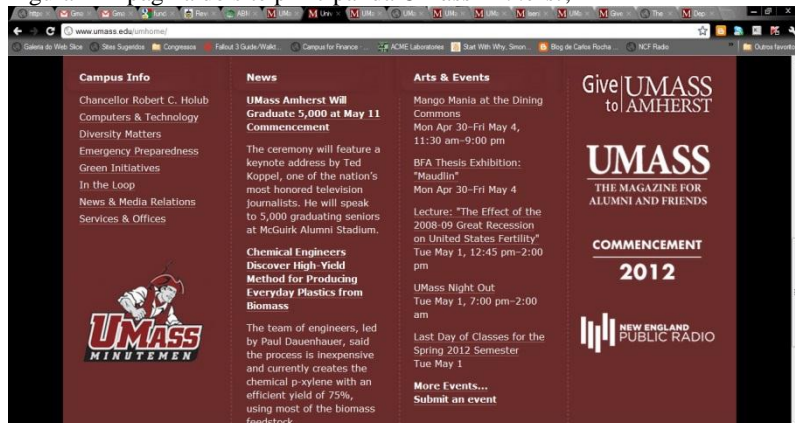 www.umass.edu/umhome/
Galeria do Web Slice Sites Sugeridos Congressos Fallout 3 Guide/Walkt... Campus for Finance - ... ACME Laboratories Start With Why, Simon... Blog de Carlos Rocha ... NCF Radio Outros favorito
Campus Info
Chancellor Robert C. Holub
Computers & Technology
Diversity Matters
Emergency Preparedness
Green Initiatives
In the Loop
News & Media Relations
Services & Offices
UMASS
MINUTEMEN
News
UMass Amherst Will
Graduate 5,000 at May 11
Commencement
The ceremony will feature a
keynote address by Ted
Koppel, one of the nation's
most honored television
journalists. He will speak
to 5,000 graduating seniors
at McGuirk Alumni Stadium.
Chemical Engineers
Discover High-Yield
Method for Producing
Everyday Plastics from
Biomass
The team of engineers, led
by Paul Dauenhauer, said
the process is inexpensive
and currently creates the
chemical p-xylene with an
efficient yield of 75%,
using most of the biomass
feedstock
Arts & Events
Mango Mania at the Dining
Commons
Mon Apr 30-Fri May 4,
11:30 am-9:00 pm
BFA Thesis Exhibition:
"Maudlin"
Mon Apr 30-Fri May 4
Lecture: "The Effect of the
2008-09 Great Recession
on United States Fertility"
Tue May 1, 12:45 pm-2:00
pm
UMass Night Out
Tue May 1, 7:00 pm-2:00
am
Last Day of Classes for the
Spring 2012 Semester
Tue May 1
More Events...
Submit an event
Give UMASS
to AMHERST
UMASS
THE MAGAZINE FOR
ALUMNI AND FRIENDS
COMMENCEMENT
2012
NEW ENGLAND
PUBLIC RADIO